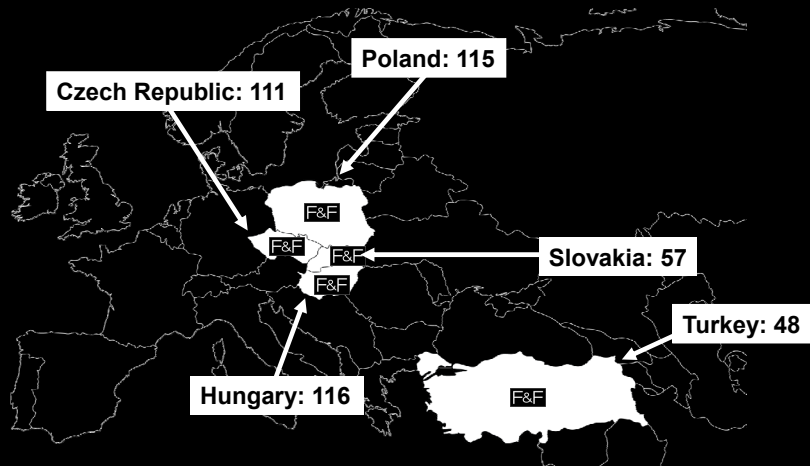 Poland: 115
Czech Republic: 111
F&F
F&F
F&F
Slovakia: 57
F&F
Turkey: 48
Hungary: 116
F&F